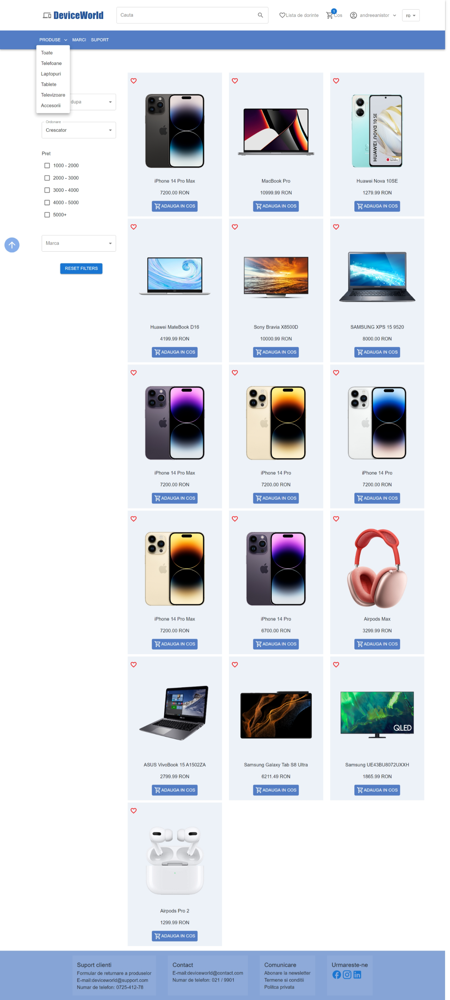 DeviceWorld
Cauta
Lista de dorinte
1
Cos
andreeanistor
ro
PRODUSE
MARCI
SUPORT
Toate
Telefoane
Laptopuri
Tablete
Televizoare
Accesorii
dupa
Ordonare
Crescator
Pret
1000 - 2000
2000 - 3000
3000 - 4000
4000 - 5000
5000+
Marca
RESET FILTERS
iPhone 14 Pro Max
7200.00 RON
ADAUGA IN COS
MacBook Pro
10999.99 RON
ADAUGA IN COS
HUAWEI nova 10 SE
AppGallery
Huawei Nova 10SE
1279.99 RON
ADAUGA IN COS
Huawei MateBook D16
4199.99 RON
ADAUGA IN COS
Sony Bravia X8500D
10000.99 RON
ADAUGA IN COS
SAMSUNG XPS 15 9520
8000.00 RON
ADAUGA IN COS
iPhone 14 Pro Max
7200.00 RON
ADAUGA IN COS
iPhone 14 Pro
7200.00 RON
ADAUGA IN COS
iPhone 14 Pro
7200.00 RON
ADAUGA IN COS
iPhone 14 Pro Max
7200.00 RON
ADAUGA IN COS
iPhone 14 Pro
6700.00 RON
ADAUGA IN COS
Airpods Max
3299.99 RON
ADAUGA IN COS
ASUS VivoBook 15 A1502ZA
2799.99 RON
ADAUGA IN COS
Samsung Galaxy Tab S8 Ultra
6211.49 RON
ADAUGA IN COS
QLED
Samsung UE43BU8072UXXH
1865.99 RON
ADAUGA IN COS
Airpods Pro 2
1299.99 RON
ADAUGA IN COS
Suport clienti
Formular de returnare a produselor
E-mail:deviceworld@support.com
Numar de telefon: 0725-412-78
Contact
E-mail:deviceworld@contact.com
Numar de telefon: 021 / 9901
Comunicare
Abonare la newsletter
Termene si conditii
Politca privata
Urmareste-ne